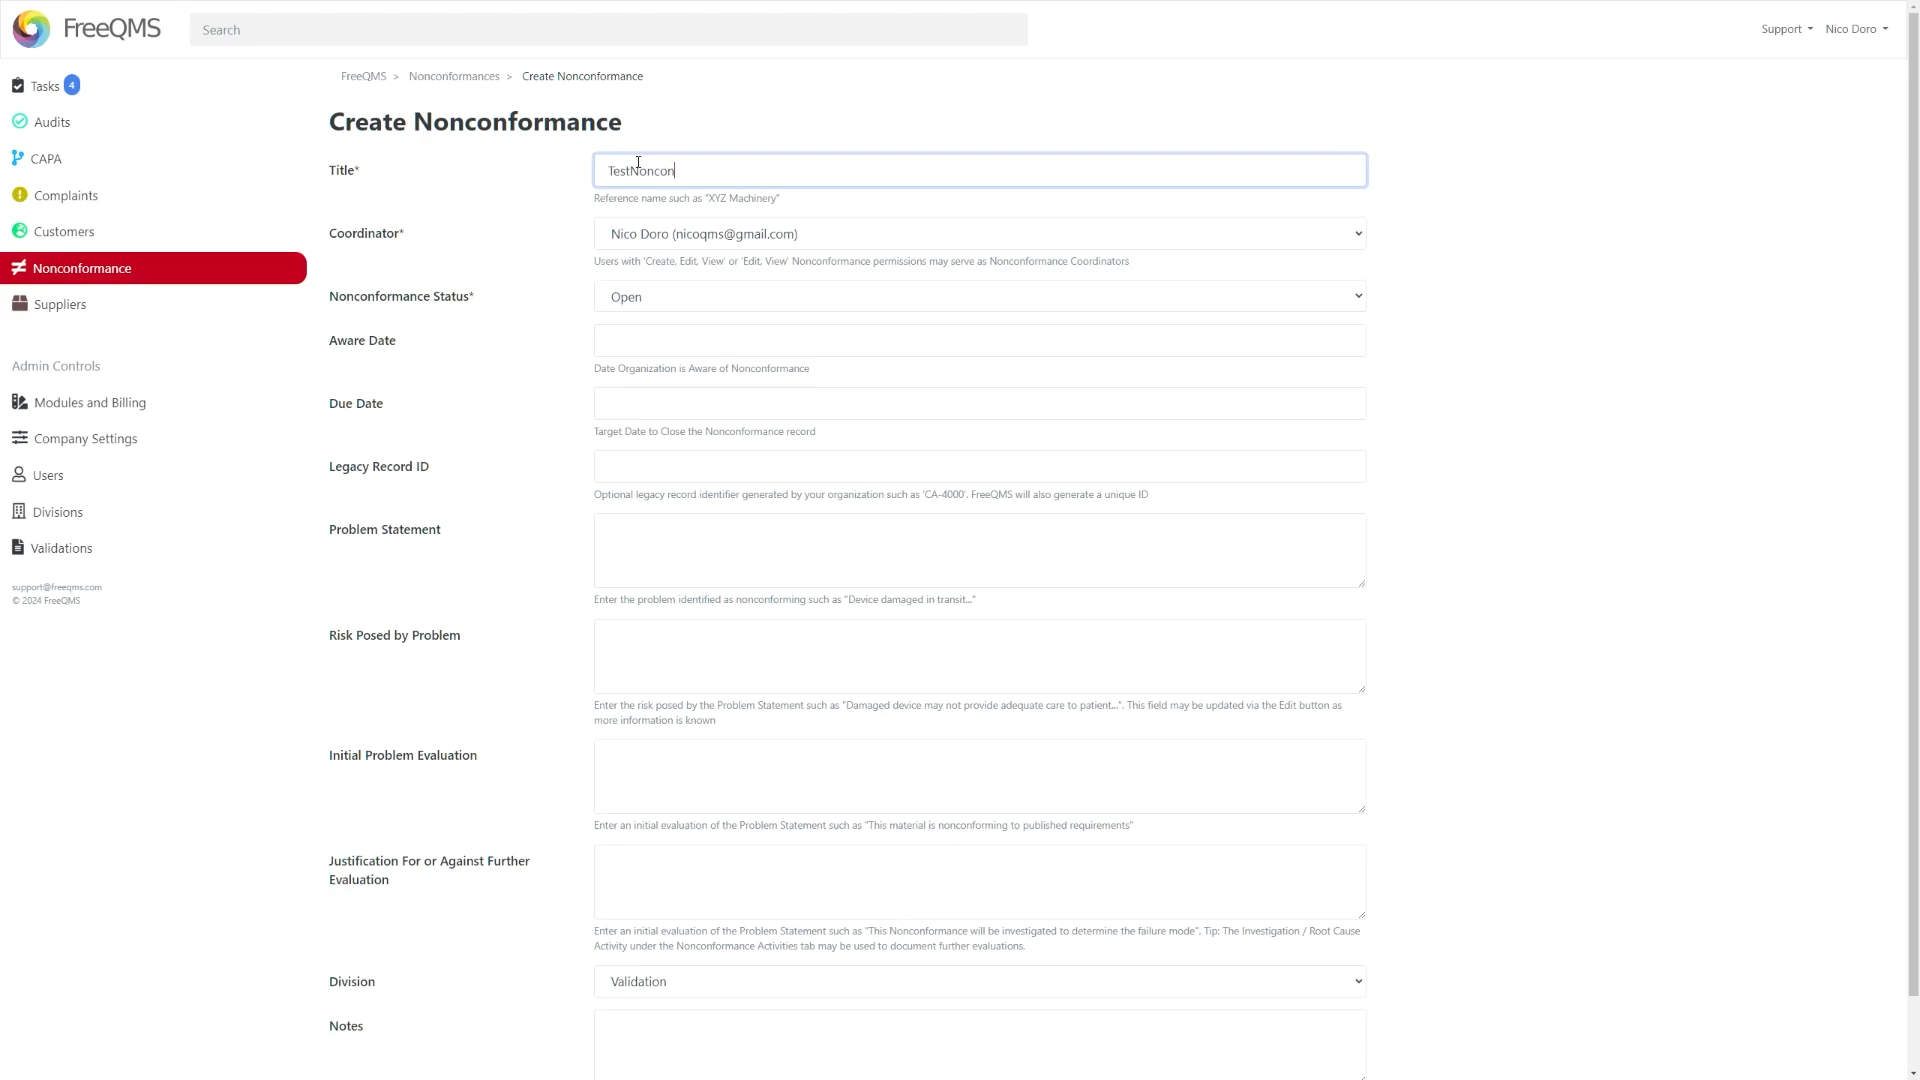 FreeQMS
Search
Support
Nico Doro
Tasks 4
Audits
CAPA
Complaints
Customers
Nonconformance
Suppliers
Admin Controls
Modules and Billing
Company Settings
Users
Divisions
Validations
support@freeqms.com
© 2024 FreeQMS
FreeQMS > Nonconformances > Create Nonconformance
Create Nonconformance
Title*
TestNoncon
Reference name such as "XYZ Machinery"
Coordinator*
Nico Doro (nicoqms@gmail.com)
Users with 'Create, Edit, View' or 'Edit, View' Nonconformance permissions may serve as Nonconformance Coordinators
Nonconformance Status*
Open
Aware Date
Date Organization is Aware of Nonconformance
Due Date
Target Date to Close the Nonconformance record
Legacy Record ID
Optional legacy record identifier generated by your organization such as 'CA-4000'. FreeQMS will also generate a unique ID
Problem Statement
Enter the problem identified as nonconforming such as "Device damaged in transit..."
Risk Posed by Problem
Enter the risk posed by the Problem Statement such as "Damaged device may not provide adequate care to patient...". This field may be updated via the Edit button as
more information is known
Initial Problem Evaluation
Enter an initial evaluation of the Problem Statement such as "This material is nonconforming to published requirements"
Justification For or Against Further
Evaluation
Enter an initial evaluation of the Problem Statement such as "This Nonconformance will be investigated to determine the failure mode". Tip: The Investigation / Root Cause
Activity under the Nonconformance Activities tab may be used to document further evaluations.
Division
Validation
Notes